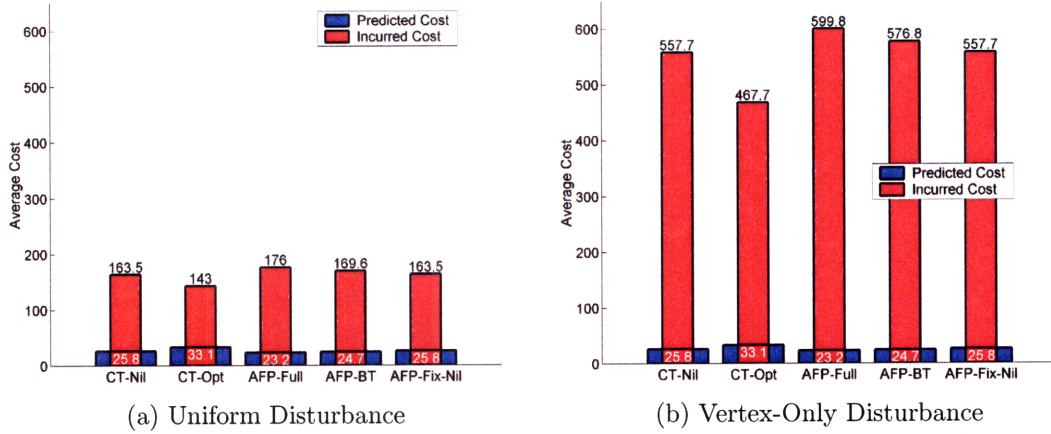 Predicted Cost
Incurred Cost
Average Cost
600
500
400
300
200
100
0
163.5
143
176
169.6
163.5
25.8
33.1
23.2
24.7
25.8
CT-Nil
CT-Opt
AFP-Full
AFP-BT
AFP-Fix-Nil
(a) Uniform Disturbance
Predicted Cost
Incurred Cost
Average Cost
600
500
400
300
200
100
0
557.7
467.7
599.8
576.8
557.7
25.8
33.1
23.2
24.7
25.8
CT-Nil
CT-Opt
AFP-Full
AFP-BT
AFP-Fix-Nil
(b) Vertex-Only Disturbance